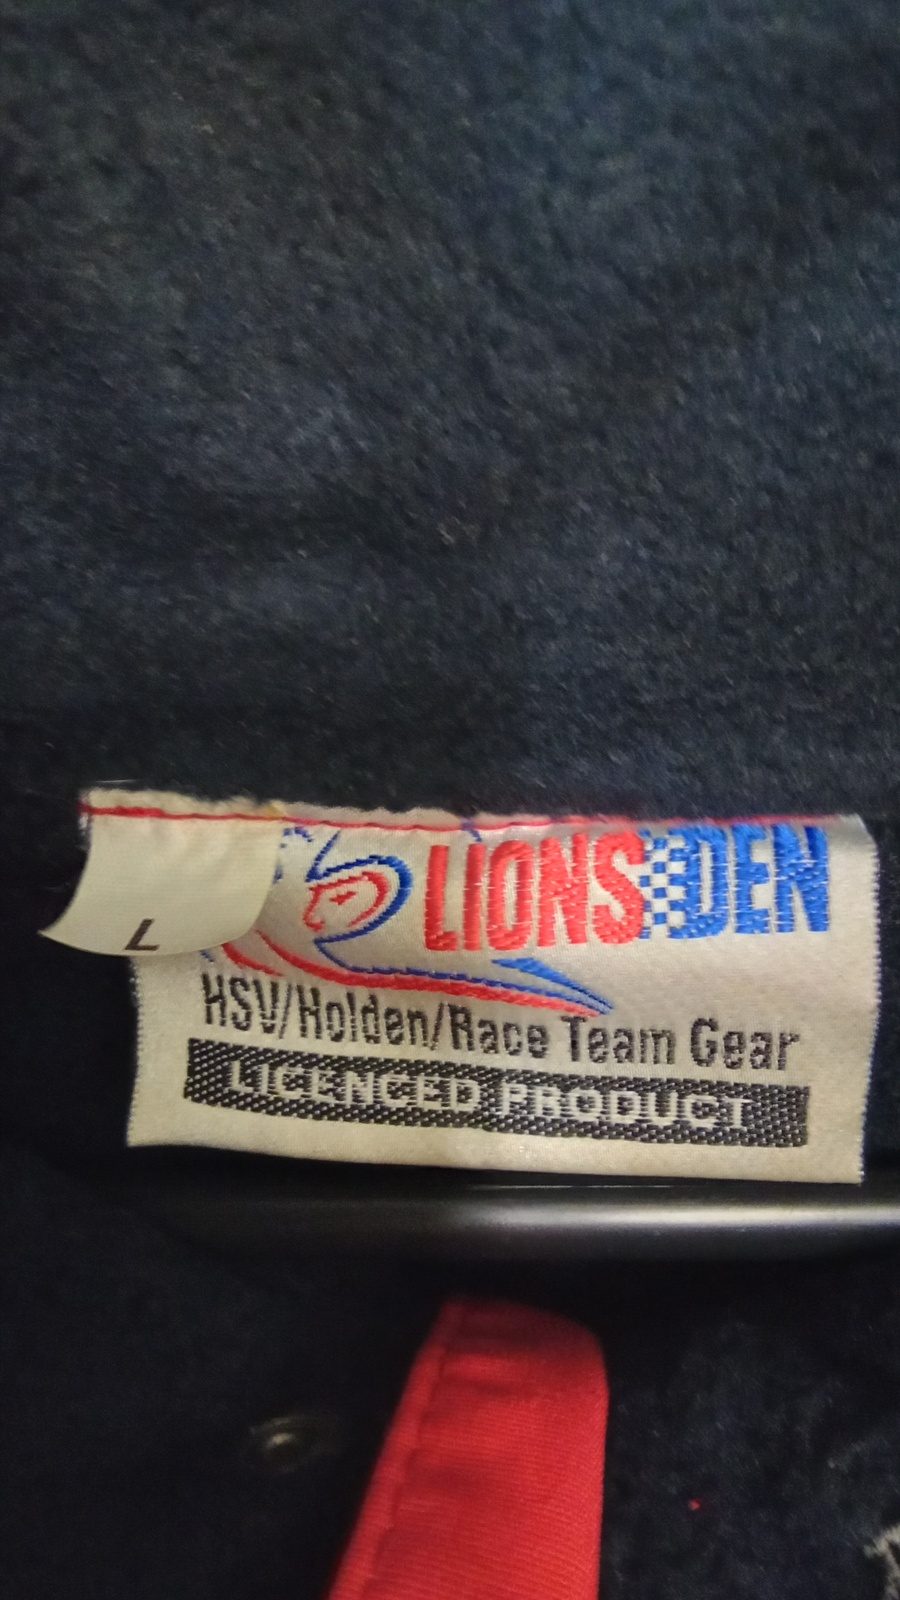 LIONS DEN
L
HSV/Holden/Race Team Gear
LICENCED PRODUCT